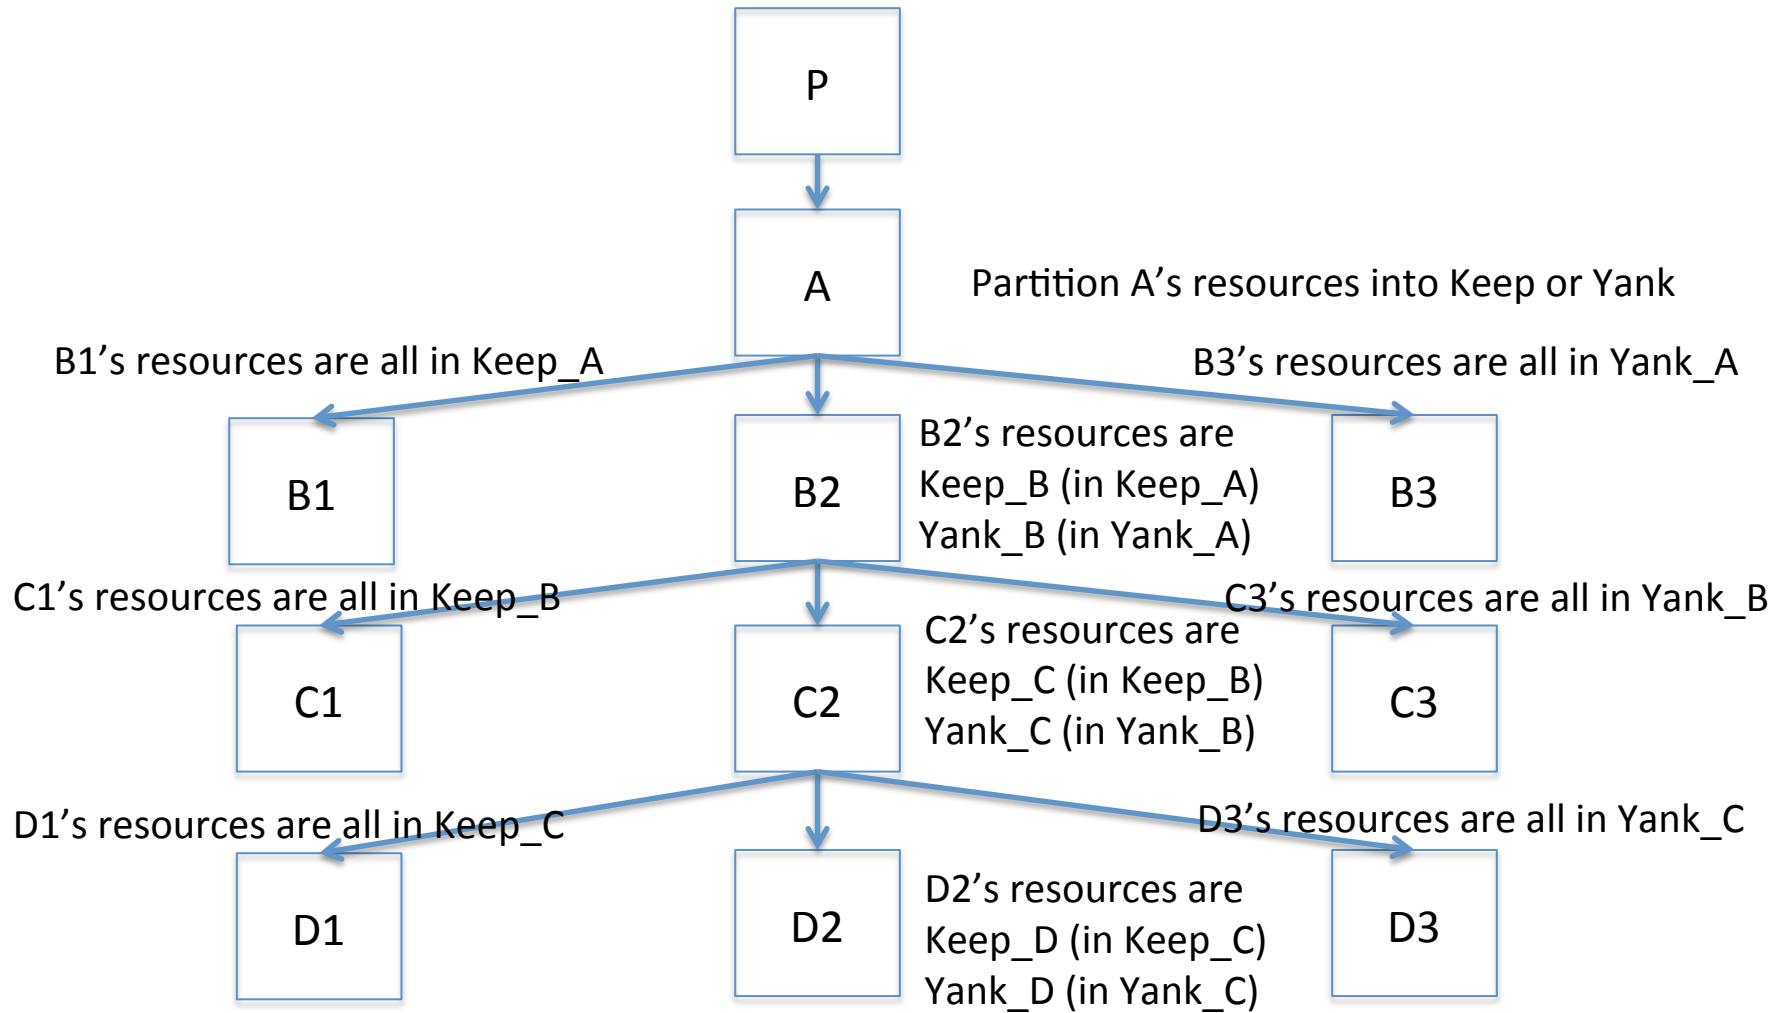 P
A
Partition A's resources into Keep or Yank
B1's resources are all in Keep_A
B3's resources are all in Yank_A
B1
B2
B2's resources are
Keep_B (in Keep_A)
Yank_B (in Yank_A)
B3
C1's resources are all in Keep_B
C3's resources are all in Yank_B
C1
C2
C2's resources are
Keep_C (in Keep_B)
Yank_C (in Yank_B)
C3
D1's resources are all in Keep_C
D3's resources are all in Yank_C
D1
D2
D2's resources are
Keep_D (in Keep_C)
Yank_D (in Yank_C)
D3